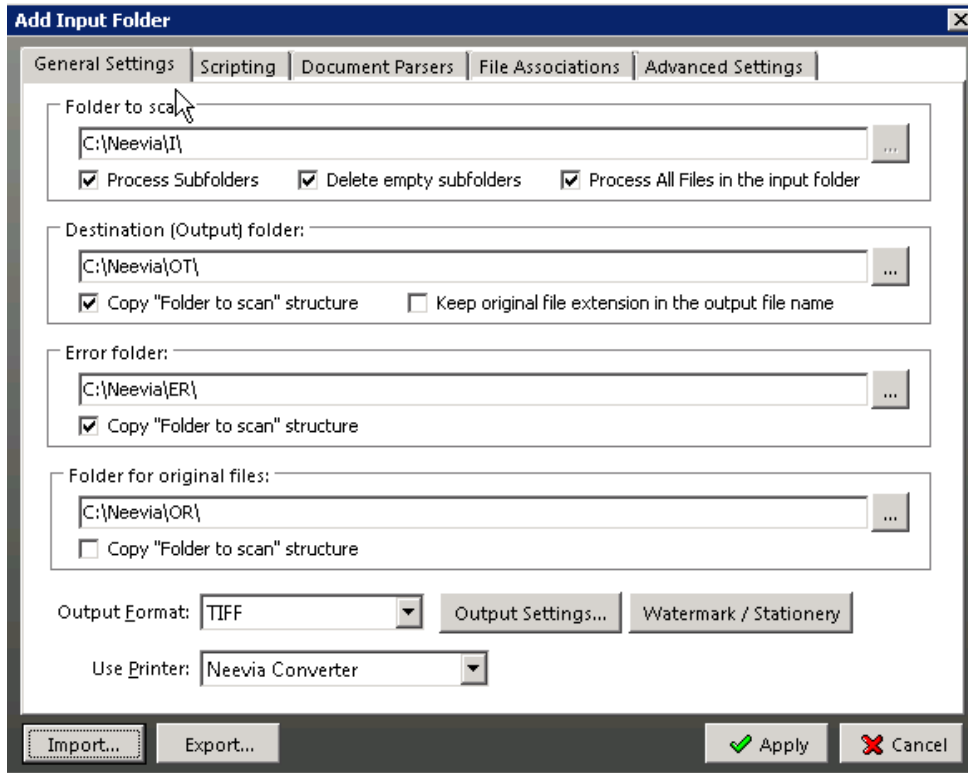 Add Input Folder
General Settings Scripting Document Parsers File Associations Advanced Settings
Folder to sca
C:\Neevia\I\ ...
Process Subfolders Delete empty subfolders Process All Files in the input folder
Destination (Output) folder:
C:\Neevia\OT\ ...
Copy "Folder to scan" structure Keep original file extension in the output file name
Error folder:
C:\Neevia\ER\ ...
Copy "Folder to scan" structure
Folder for original files:
C:\Neevia\OR\ ...
Copy "Folder to scan" structure
Output Format: TIFF Output Settings... Watermark / Stationery
Use Printer: Neevia Converter
Import... Export... Apply Cancel